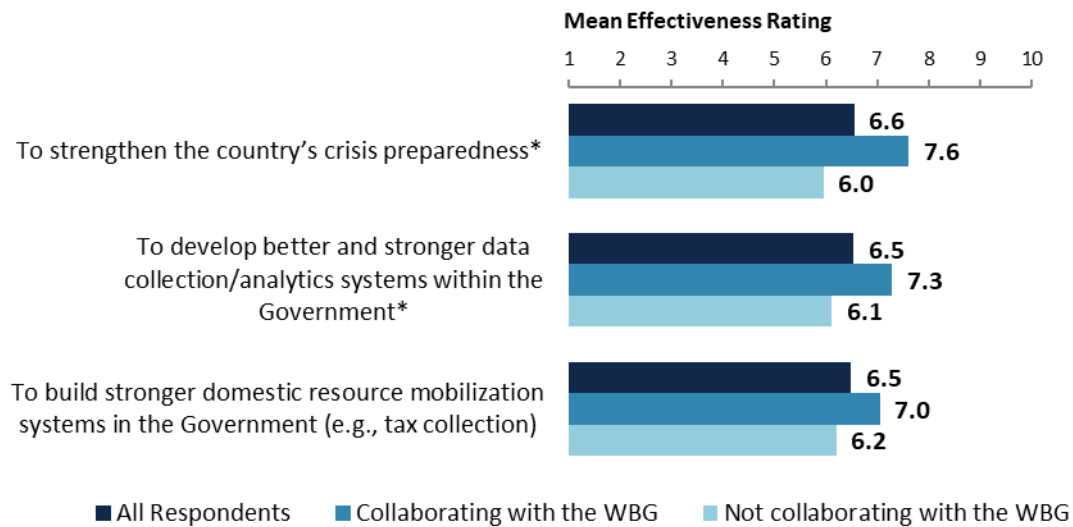 Mean Effectiveness Rating
1 2 3 4 5 6 7 8 9 10
To strengthen the country’s crisis preparedness*
6.6
7.6
6.0
To develop better and stronger data
collection/analytics systems within the
Government*
6.5
7.3
6.1
To build stronger domestic resource mobilization
systems in the Government (e.g., tax collection)
6.5
7.0
6.2
All Respondents Collaborating with the WBG Not collaborating with the WBG